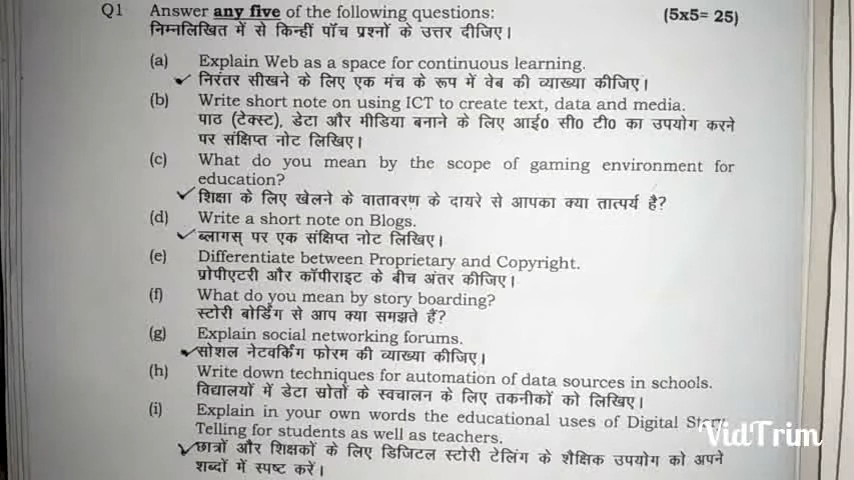 Q1 Answer any five of the following questions: (5x5= 25)
निम्नलिखित में से किन्हीं पॉच प्रश्नों के उत्तर दीजिए।
(a) Explain Web as a space for continuous learning.
निरंतर सीखने के लिए एक मंच के रूप में वेब की व्याख्या कीजिए।
(b) Write short note on using ICT to create text, data and media.
पाठ (टेक्स्ट), डेटा और मीडिया बनाने के लिए आई0 सी0 टी0 का उपयोग करने
पर संक्षिप्त नोट लिखिए।
(c) What do you mean by the scope of gaming environment for
education?
शिक्षा के लिए खेलने के वातावरण के दायरे से आपका क्या तात्पर्य है?
(d) Write a short note on Blogs.
ब्लागस् पर एक संक्षिप्त नोट लिखिए।
(e) Differentiate between Proprietary and Copyright.
प्रोपीएटरी और कॉपीराइट के बीच अंतर कीजिए।
(f) What do you mean by story boarding?
स्टोरी बोर्डिंग से आप क्या समझते हैं?
(g) Explain social networking forums.
सोशल नेटवर्किंग फोरम की व्याख्या कीजिए।
(h) Write down techniques for automation of data sources in schools.
विद्यालयों में डेटा स्रोतों के स्वचालन के लिए तकनीकों को लिखिए।
(i) Explain in your own words the educational uses of Digital Story
Telling for students as well as teachers.
VidTrim
छात्रों और शिक्षकों के लिए डिजिटल स्टोरी टेलिंग के शैक्षिक उपयोग को अपने
शब्दों में स्पष्ट करें।